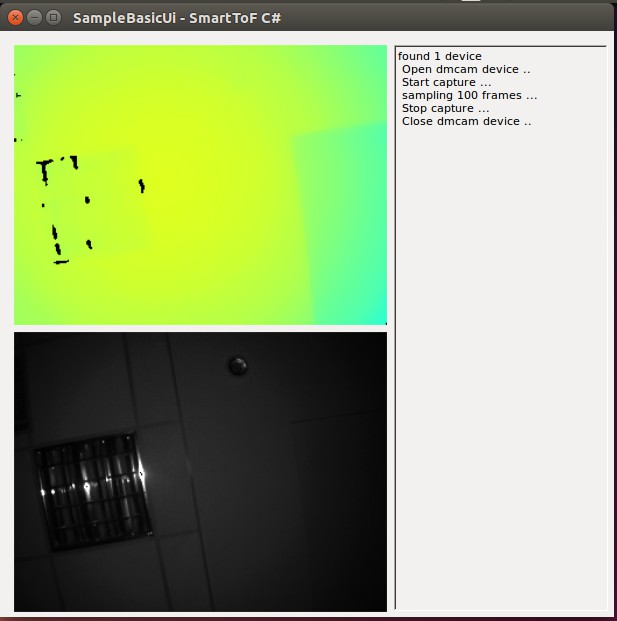 SampleBasicUi - SmartToF C#
found 1 device
Open dmcam device ..
Start capture ...
sampling 100 frames ...
Stop capture ...
Close dmcam device ..